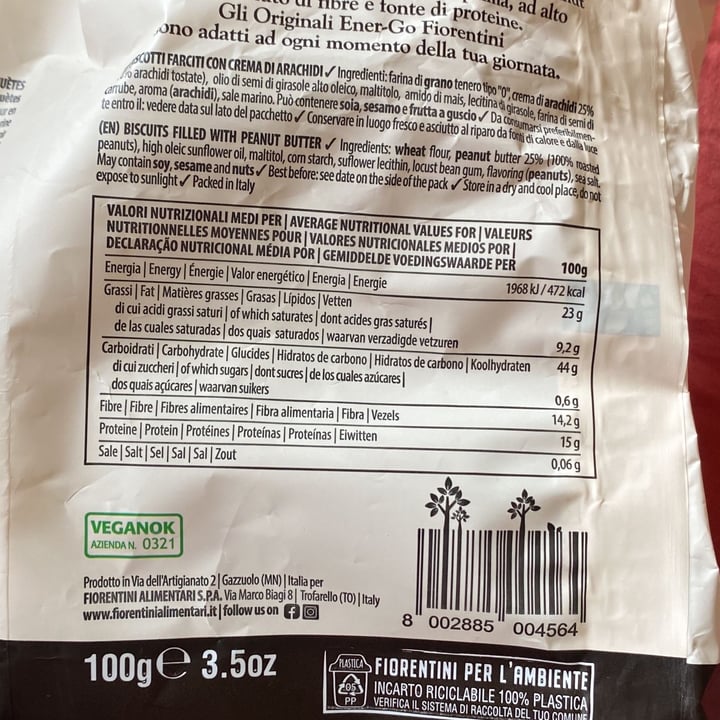 di fibre e fonte di proteine.
ad alto
Gli Originali Ener-Go Fiorentini
sono adatti ad ogni momento della tua giornata.
BISCOTTI FARCITI CON CREMA DI ARACHIDI ✓ Ingredienti: farina di grano tenero tipo "0", crema di arachidi 25%
arachidi tostate), olio di semi di girasole alto oleico, maltitolo, amido di mais, lecitina di girasole, farina di semi di
carrube, aroma (arachidi), sale marino. Può contenere soia, sesamo e frutta a guscio ✓ Da consumarsi preferibilmen-
te entro il: vedere data sul lato del pacchetto ✓ Conservare in luogo fresco e asciutto al riparo da fonti di calore e dalla luce
(EN) BISCUITS FILLED WITH PEANUT BUTTER ✓ Ingredients: wheat flour, peanut butter 25% (100% roasted
peanuts), high oleic sunflower oil, maltitol, corn starch, suflower lecithin, locust bean gum, flavoring (peanuts), sea salt.
May contain soy, sesame and nuts ✓ Best before: see date on the side of the pack ✓ Store in a dry and cool place, do not
expose to sunlight ✓ Packed in Italy
VALORI NUTRIZIONALI MEDI PER | AVERAGE NUTRITIONAL VALUES FOR | VALEURS
NUTRITIONNELLES MOYENNES POUR | VALORES NUTRICIONALES MEDIOS POR |
DECLARAÇÃO NUTRICIONAL MÉDIA POR | GEMIDDELDE VOEDINGSWAARDE PER 100g
Energia | Energy | Énergie | Valor energético | Energia | Energie 1968 kJ / 472 kcal
Grassi | Fat | Matières grasses | Grasas | Lípidos | Vetten 23 g
di cui acidi grassi saturi | of which saturates | dont acides gras saturés |
de las cuales saturadas | dos quais saturados | waarvan verzadigde vetzuren 9,2 g
Carboidrati | Carbohydrate | Glucides | Hidratos de carbono | Hidratos de carbono | Koolhydraten 44 g
di cui zuccheri | of which sugars | dont sucres | de los cuales azúcares |
dos quais açúcares | waarvan suikers 0,6 g
Fibre | Fibre | Fibres alimentaires | Fibra alimentaria | Fibra | Vezels 14,2 g
Proteine | Protein | Protéines | Proteínas | Proteínas | Eiwitten 15 g
Sale | Salt | Sel | Sal | Sal | Zout 0,06 g
VEGANOK
AZIENDA N. 0321
Prodotto in Via dell'Artigianato 2 | Gazzuolo (MN) | Italia per
FIORENTINI ALIMENTARI S.P.A. Via Marco Biagi 8 | Trofarello (TO) | Italy
www.fiorentinialimentari.it | follow us on
8 002885 004564
100g e 3.5oz
PLASTICA
205
PP
FIORENTINI PER L'AMBIENTE
INCARTO RICICLABILE 100% PLASTICA
VERIFICA IL SISTEMA DI RACCOLTA DEL TUO COMUNE